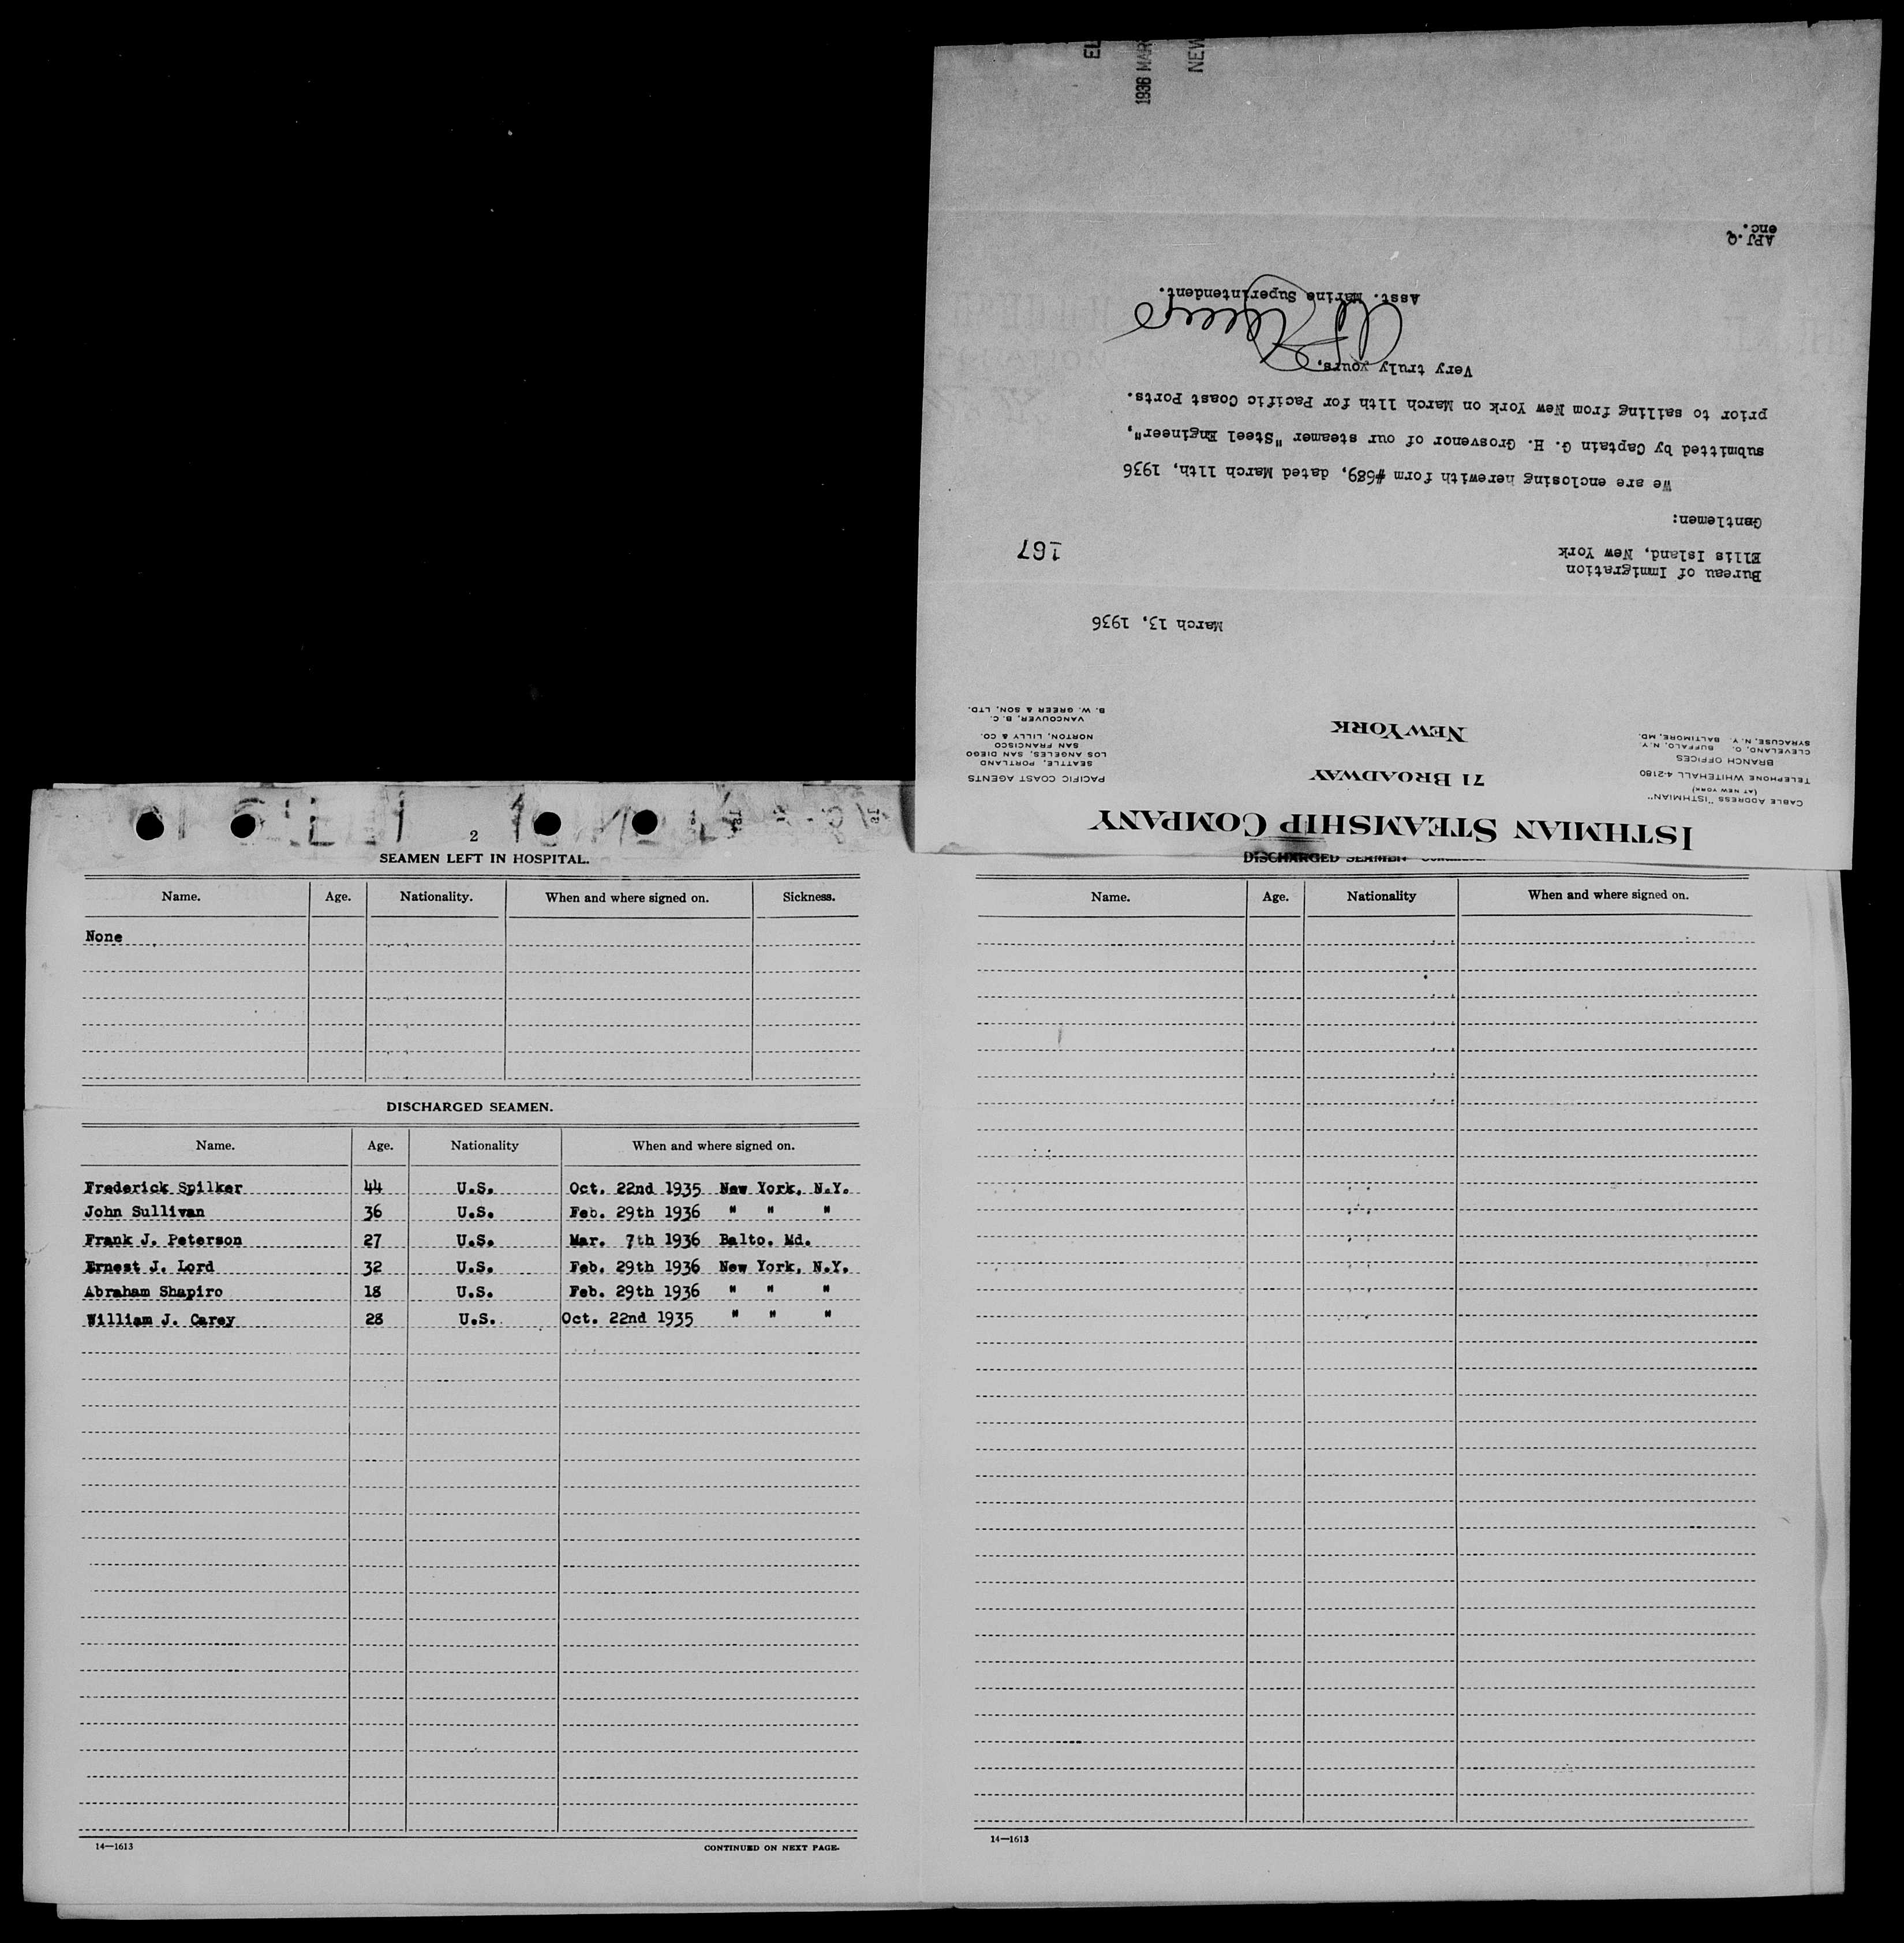 ISTHMIAN STEAMSHIP COMPANY
71 BROADWAY
NEW YORK
CABLE ADDRESS "ISTHMIAN"
(AT NEW YORK)
TELEPHONE WHITEHALL 4-2180
BRANCH OFFICES
CLEVELAND, O. BUFFALO, N.Y.
SYRACUSE, N.Y. BALTIMORE, MD.
PACIFIC COAST AGENTS
SEATTLE, PORTLAND
LOS ANGELES, SAN DIEGO
SAN FRANCISCO
NORTON, LILLY & CO.
VANCOUVER, B. C.
B. W. GREER & SON, LTD.
March 13, 1936
Bureau of Immigration
Ellis Island, New York
167
Gentlemen:
We are enclosing herewith form #689, dated March 11th, 1936
submitted by Captain G. H. Grosvenor of our steamer "Steel Engineer",
prior to sailing from New York on March 11th for Pacific Coast Ports.
Very truly yours,
Asst. Marine Superintendent.
APJ.Q
enc.
1936 MAR
NEW
2
SEAMEN LEFT IN HOSPITAL.
Name. Age. Nationality. When and where signed on. Sickness.
None
DISCHARGED SEAMEN.
Name. Age. Nationality When and where signed on.
Frederick Spilker 44 U.S. Oct. 22nd 1935 New York, N.Y.
John Sullivan 36 U.S. Feb. 29th 1936 " " "
Frank J. Peterson 27 U.S. Mar. 7th 1936 Balto. Md.
Ernest J. Lord 32 U.S. Feb. 29th 1936 New York, N.Y.
Abraham Shapiro 18 U.S. Feb. 29th 1936 " " "
William J. Carey 28 U.S. Oct. 22nd 1935 " " "
14—1613 CONTINUED ON NEXT PAGE.
DISCHARGED SEAMEN
Name. Age. Nationality When and where signed on.
14—1613